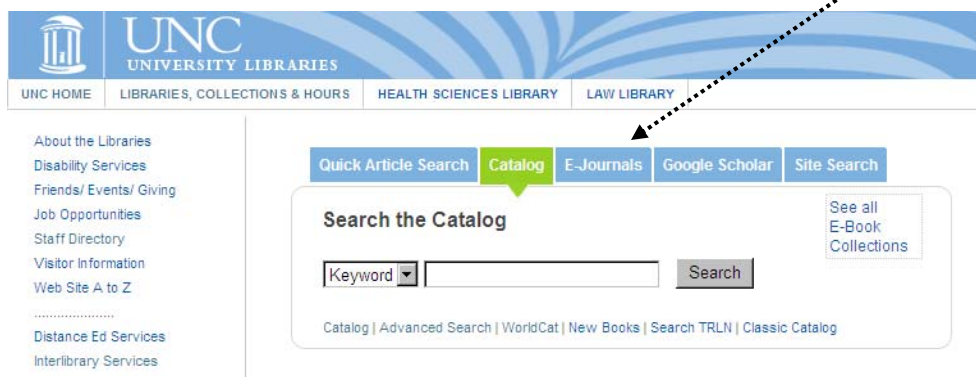 UNC
UNIVERSITY LIBRARIES
UNC HOME LIBRARIES, COLLECTIONS & HOURS HEALTH SCIENCES LIBRARY LAW LIBRARY
About the Libraries
Disability Services
Friends/ Events/ Giving
Job Opportunities
Staff Directory
Visitor Information
Web Site A to Z
.....................
Distance Ed Services
Interlibrary Services
Quick Article Search Catalog E-Journals Google Scholar Site Search
Search the Catalog
See all
E-Book
Collections
Keyword Search
Catalog | Advanced Search | WorldCat | New Books | Search TRLN | Classic Catalog